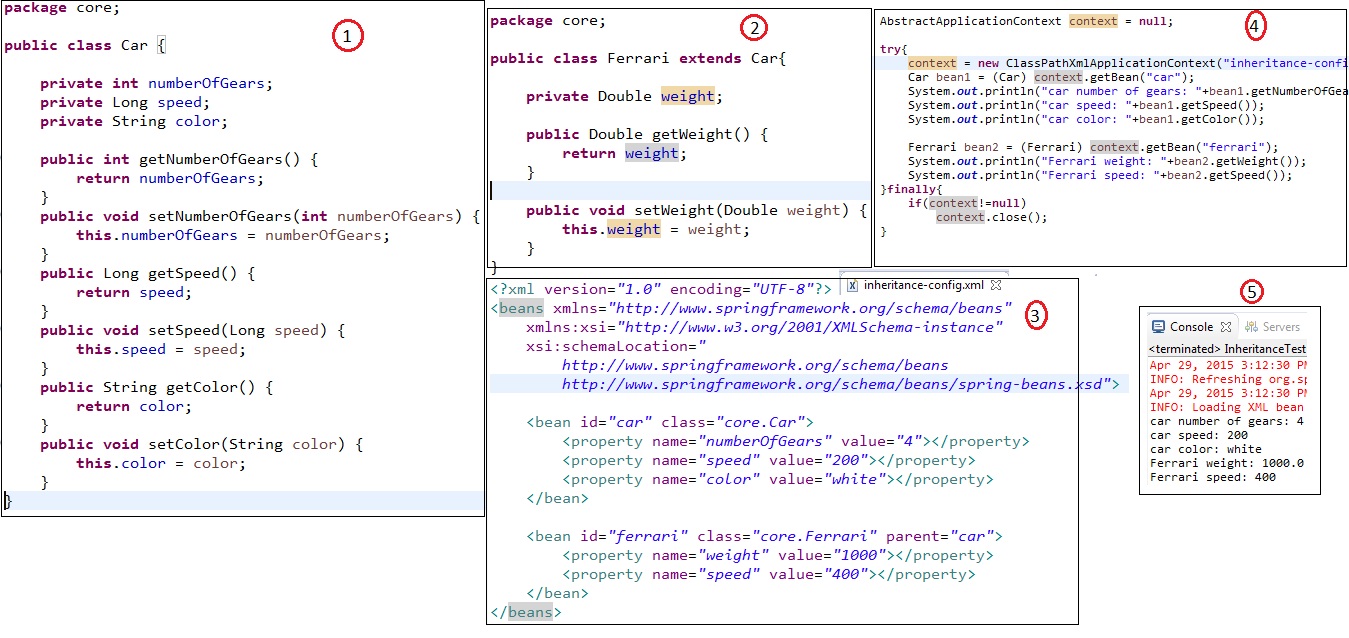 1
package core;
public class Car {
private int numberOfGears;
private Long speed;
private String color;
public int getNumberOfGears() {
return numberOfGears;
}
public void setNumberOfGears(int numberOfGears) {
this.numberOfGears = numberOfGears;
}
public Long getSpeed() {
return speed;
}
public void setSpeed(Long speed) {
this.speed = speed;
}
public String getColor() {
return color;
}
public void setColor(String color) {
this.color = color;
}
}
2
package core;
public class Ferrari extends Car{
private Double weight;
public Double getWeight() {
return weight;
}
public void setWeight(Double weight) {
this.weight = weight;
}
}
inheritance-config.xml
3
<?xml version="1.0" encoding="UTF-8"?>
<beans xmlns="http://www.springframework.org/schema/beans"
xmlns:xsi="http://www.w3.org/2001/XMLSchema-instance"
xsi:schemaLocation="
http://www.springframework.org/schema/beans
http://www.springframework.org/schema/beans/spring-beans.xsd">
<bean id="car" class="core.Car">
<property name="numberOfGears" value="4"></property>
<property name="speed" value="200"></property>
<property name="color" value="white"></property>
</bean>
<bean id="ferrari" class="core.Ferrari" parent="car">
<property name="weight" value="1000"></property>
<property name="speed" value="400"></property>
</bean>
</beans>
4
AbstractApplicationContext context = null;
try{
context = new ClassPathXmlApplicationContext("inheritance-confi
Car bean1 = (Car) context.getBean("car");
System.out.println("car number of gears: "+bean1.getNumberOfGea
System.out.println("car speed: "+bean1.getSpeed());
System.out.println("car color: "+bean1.getColor());
Ferrari bean2 = (Ferrari) context.getBean("ferrari");
System.out.println("Ferrari weight: "+bean2.getWeight());
System.out.println("Ferrari speed: "+bean2.getSpeed());
}finally{
if(context!=null)
context.close();
}
5
Console Servers
<terminated> InheritanceTest
Apr 29, 2015 3:12:30 PM
INFO: Refreshing org.sp
Apr 29, 2015 3:12:30 PM
INFO: Loading XML bean
car number of gears: 4
car speed: 200
car color: white
Ferrari weight: 1000.0
Ferrari speed: 400